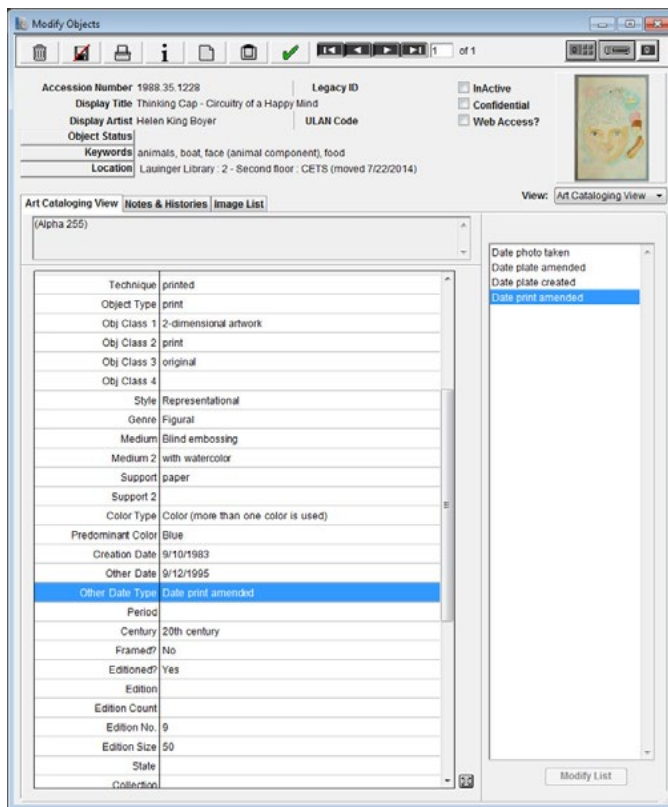 Modify Objects
1 of 1
Accession Number 1988.35.1228 Legacy ID
Display Title Thinking Cap - Circuitry of a Happy Mind
Display Artist Helen King Boyer ULAN Code
Object Status
Keywords animals, boat, face (animal component), food
Location Lauinger Library : 2 - Second floor : CETS (moved 7/22/2014)
InActive
Confidential
Web Access?
View: Art Cataloging View
Art Cataloging View Notes & Histories Image List
(Alpha 255)
Technique printed
Object Type print
Obj Class 1 2-dimensional artwork
Obj Class 2 print
Obj Class 3 original
Obj Class 4
Style Representational
Genre Figural
Medium Blind embossing
Medium 2 with watercolor
Support paper
Support 2
Color Type Color (more than one color is used)
Predominant Color Blue
Creation Date 9/10/1983
Other Date 9/12/1995
Other Date Type Date print amended
Period
Century 20th century
Framed? No
Editioned? Yes
Edition
Edition Count
Edition No. 9
Edition Size 50
State
Collection
Date photo taken
Date plate amended
Date plate created
Date print amended
Modify List